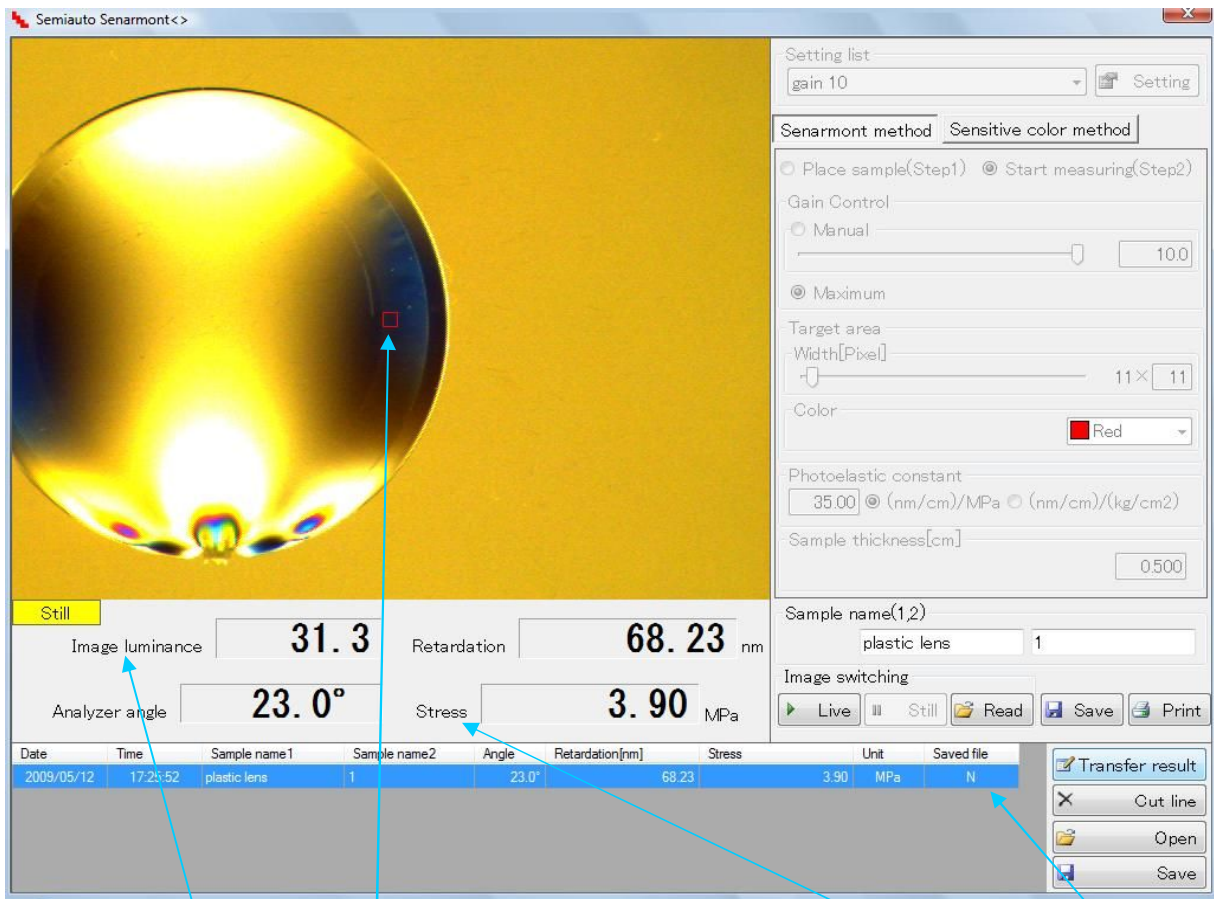 Semiauto Senarmont<>
Setting list
gain 10
Setting
Senarmont method
Sensitive color method
Place sample(Step1)
Start measuring(Step2)
Gain Control
Manual
10.0
Maximum
Target area
Width[Pixel]
11× 11
Color
Red
Photoelastic constant
35.00 (nm/cm)/MPa (nm/cm)/(kg/cm2)
Sample thickness[cm]
0.500
Still
Image luminance 31.3
Retardation 68.23 nm
Analyzer angle 23.0°
Stress 3.90 MPa
Sample name(1,2)
plastic lens 1
Image switching
Live Still Read Save Print
Date Time Sample name1 Sample name2 Angle Retardation[nm] Stress Unit Saved file
2009/05/12 17:25:52 plastic lens 1 23.0° 68.23 3.90 MPa N
Transfer result
Cut line
Open
Save